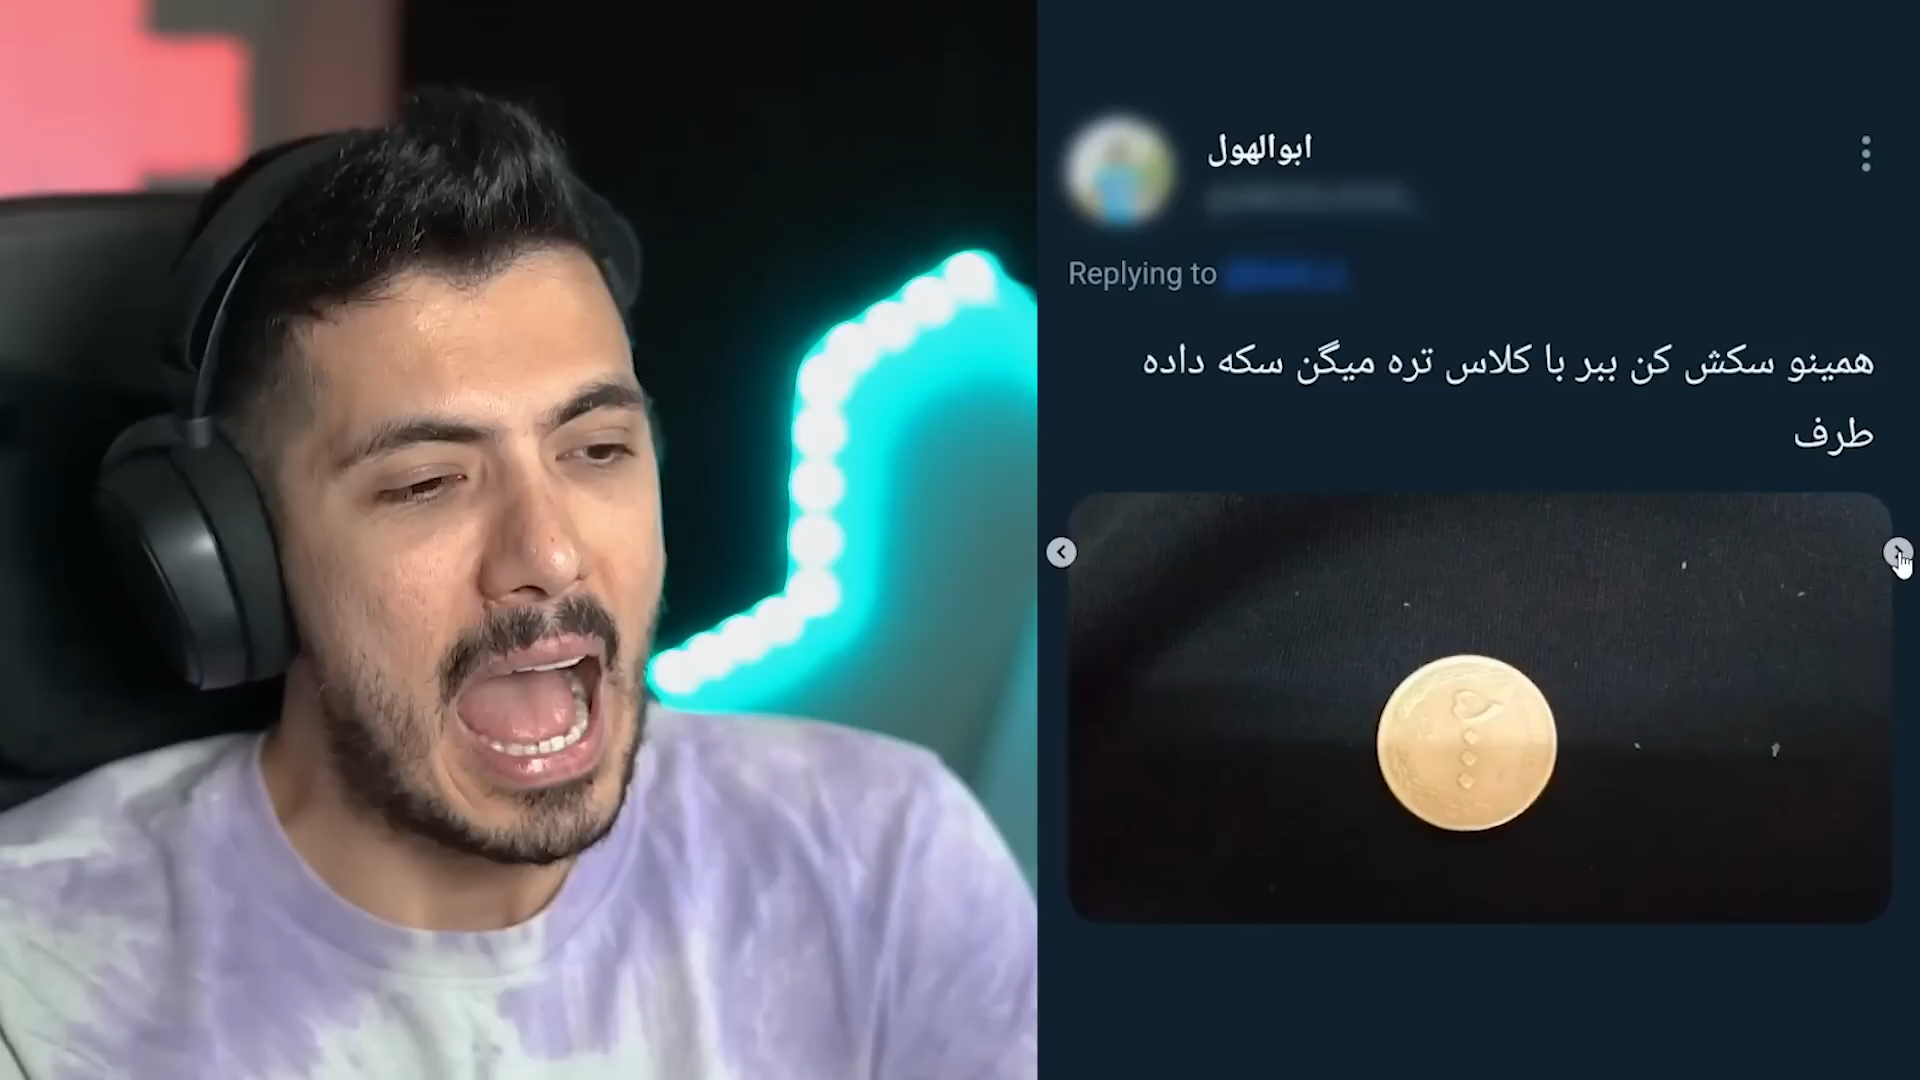 ابوالهول
Replying to
همینو سکش کن ببر با کلاس تره میگن سکه داده
طرف